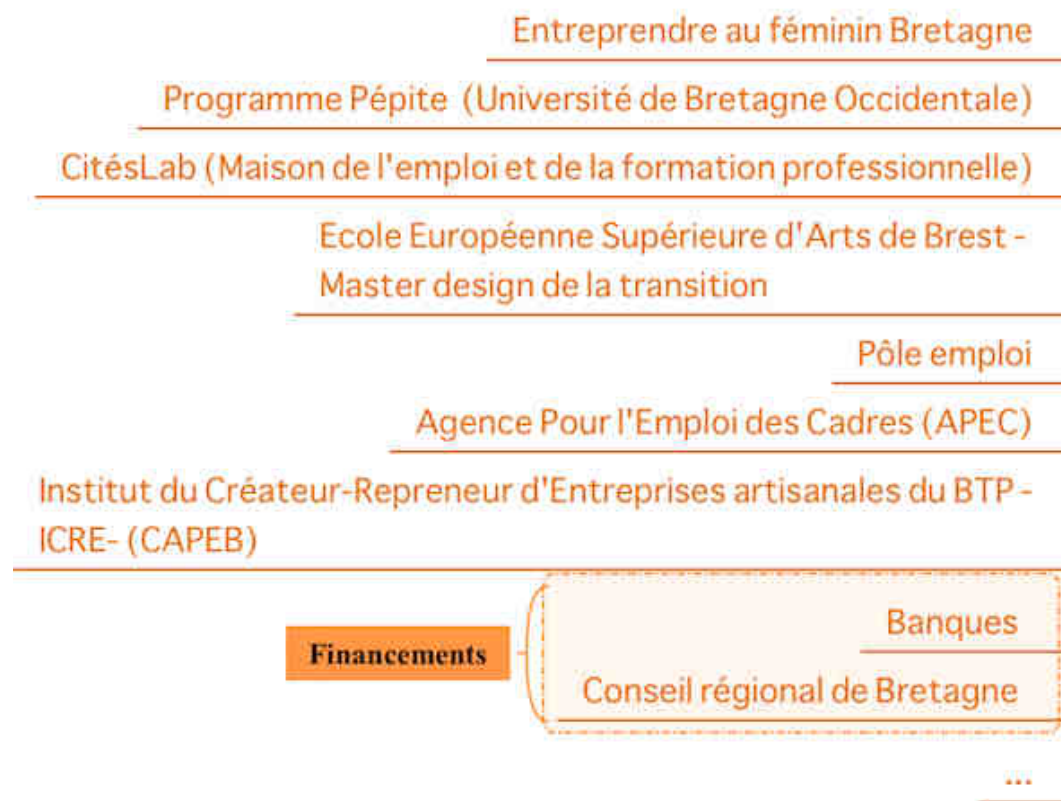 Entreprendre au féminin Bretagne
Programme Pépite (Université de Bretagne Occidentale)
CitésLab (Maison de l'emploi et de la formation professionnelle)
Ecole Européenne Supérieure d'Arts de Brest -
Master design de la transition
Pôle emploi
Agence Pour l'Emploi des Cadres (APEC)
Institut du Créateur-Repreneur d'Entreprises artisanales du BTP -
ICRE- (CAPEB)
Banques
Financements
Conseil régional de Bretagne
...